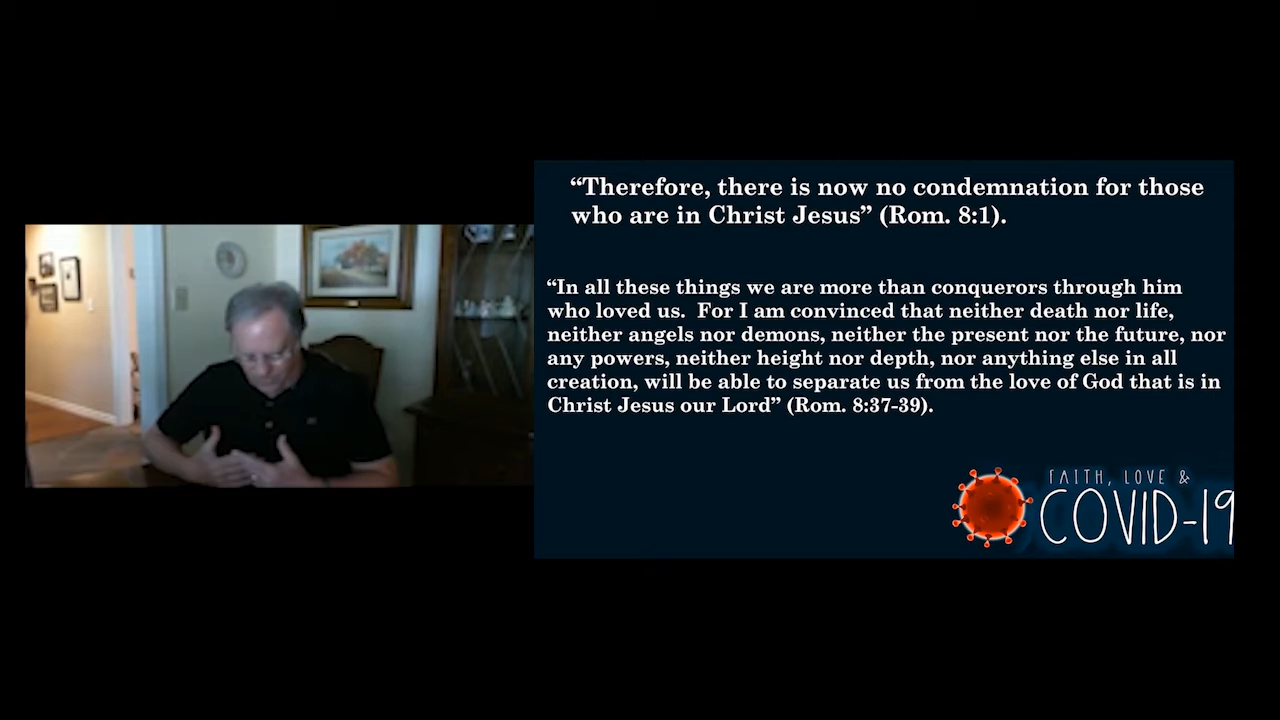 “Therefore, there is now no condemnation for those
who are in Christ Jesus” (Rom. 8:1).
“In all these things we are more than conquerors through him
who loved us.  For I am convinced that neither death nor life,
neither angels nor demons, neither the present nor the future, nor
any powers, neither height nor depth, nor anything else in all
creation, will be able to separate us from the love of God that is in
Christ Jesus our Lord” (Rom. 8:37-39).
FAITH, LOVE &
COVID-19